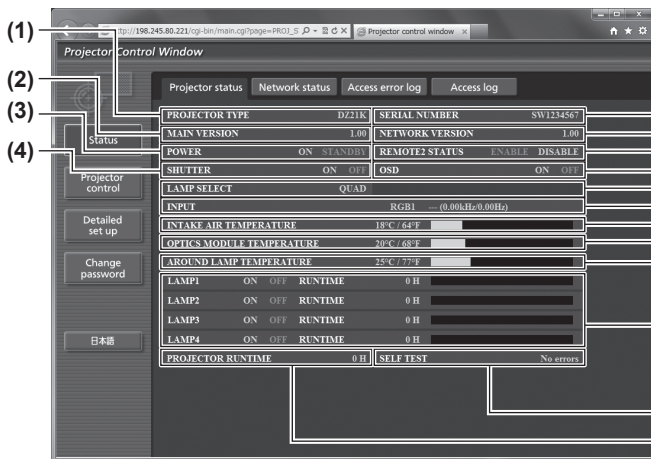 (1)
(2)
(3)
(4)
ttp://198.245.80.221/cgi-bin/main.cgi?page=PROJ_S
Projector control window
Projector Control Window
Projector status Network status Access error log Access log
Status
Projector control
Detailed set up
Change password
日本語
PROJECTOR TYPE DZ21K SERIAL NUMBER SW1234567
MAIN VERSION 1.00 NETWORK VERSION 1.00
POWER ON STANDBY REMOTE2 STATUS ENABLE DISABLE
SHUTTER ON OFF OSD ON OFF
LAMP SELECT QUAD
INPUT RGB1 --- (0.00kHz/0.00Hz)
INTAKE AIR TEMPERATURE 18°C / 64°F
OPTICS MODULE TEMPERATURE 20°C / 68°F
AROUND LAMP TEMPERATURE 25°C / 77°F
LAMP1 ON OFF RUNTIME 0 H
LAMP2 ON OFF RUNTIME 0 H
LAMP3 ON OFF RUNTIME 0 H
LAMP4 ON OFF RUNTIME 0 H
PROJECTOR RUNTIME 0 H SELF TEST No errors